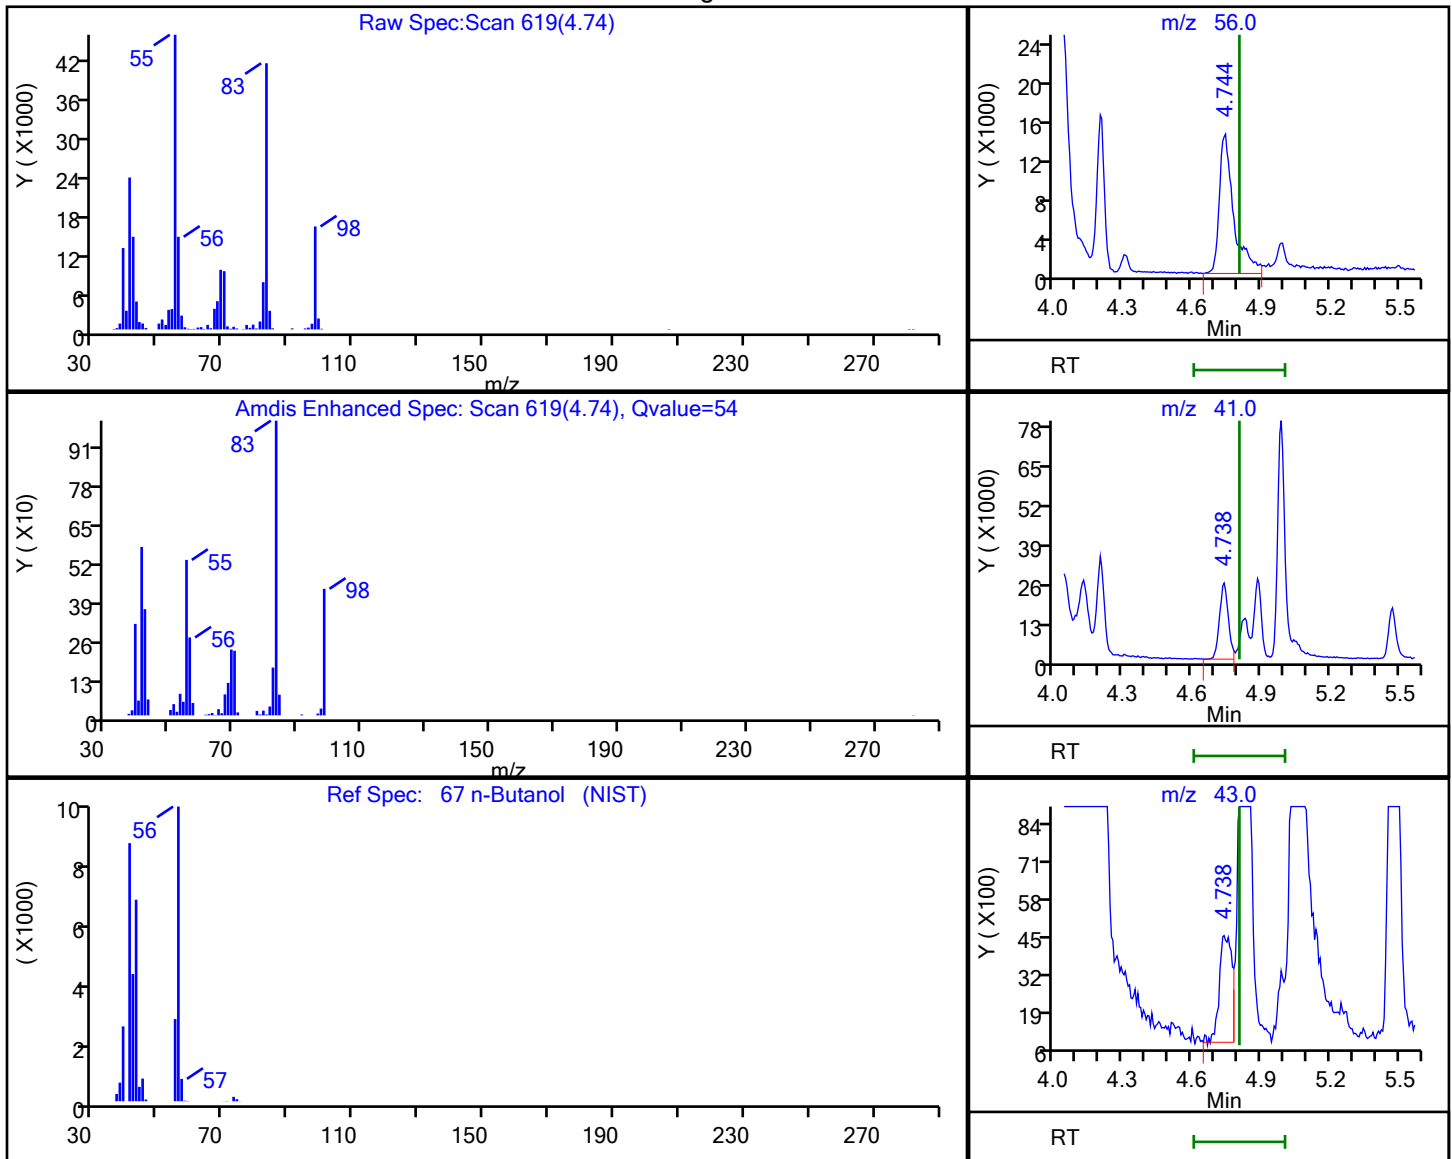 Raw Spec:Scan 619(4.74)
Y ( X1000)
42
36
30
24
18
12
6
0
55
83
56
98
30 70 110 150 190 230 270
m/z
m/z 56.0
Y ( X1000)
24
20
16
12
8
4
0
4.744
4.0 4.3 4.6 4.9 5.2 5.5
Min
RT
Amdis Enhanced Spec: Scan 619(4.74), Qvalue=54
Y ( X10)
91
78
65
52
39
26
13
0
83
55
98
56
30 70 110 150 190 230 270
m/z
m/z 41.0
Y ( X1000)
78
65
52
39
26
13
0
4.738
4.0 4.3 4.6 4.9 5.2 5.5
Min
RT
Ref Spec: 67 n-Butanol (NIST)
( X1000)
10
8
6
4
2
0
56
57
30 70 110 150 190 230 270
m/z 43.0
Y ( X100)
84
71
58
45
32
19
6
4.738
4.0 4.3 4.6 4.9 5.2 5.5
Min
RT